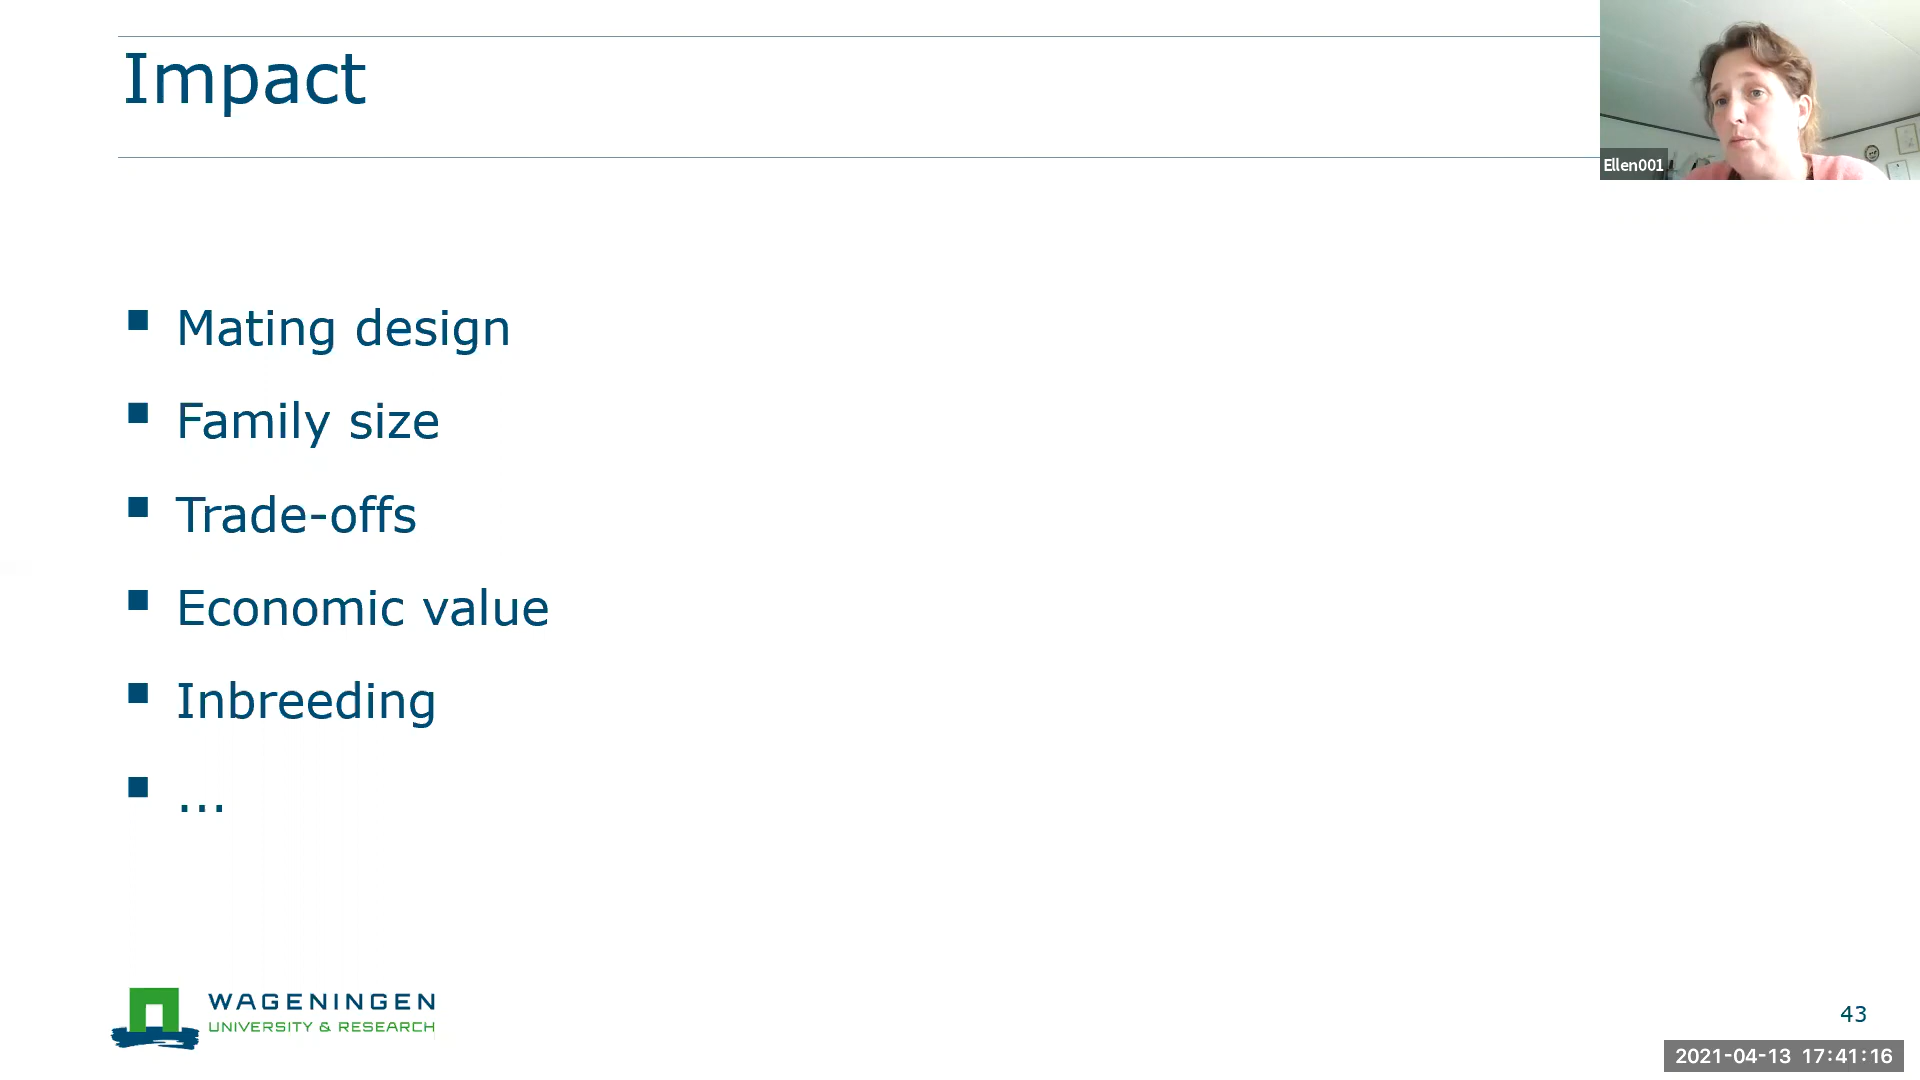 Impact
Ellen001
Mating design
Family size
Trade-offs
Economic value
Inbreeding
...
WAGENINGEN
UNIVERSITY & RESEARCH
43
2021-04-13 17:41:16